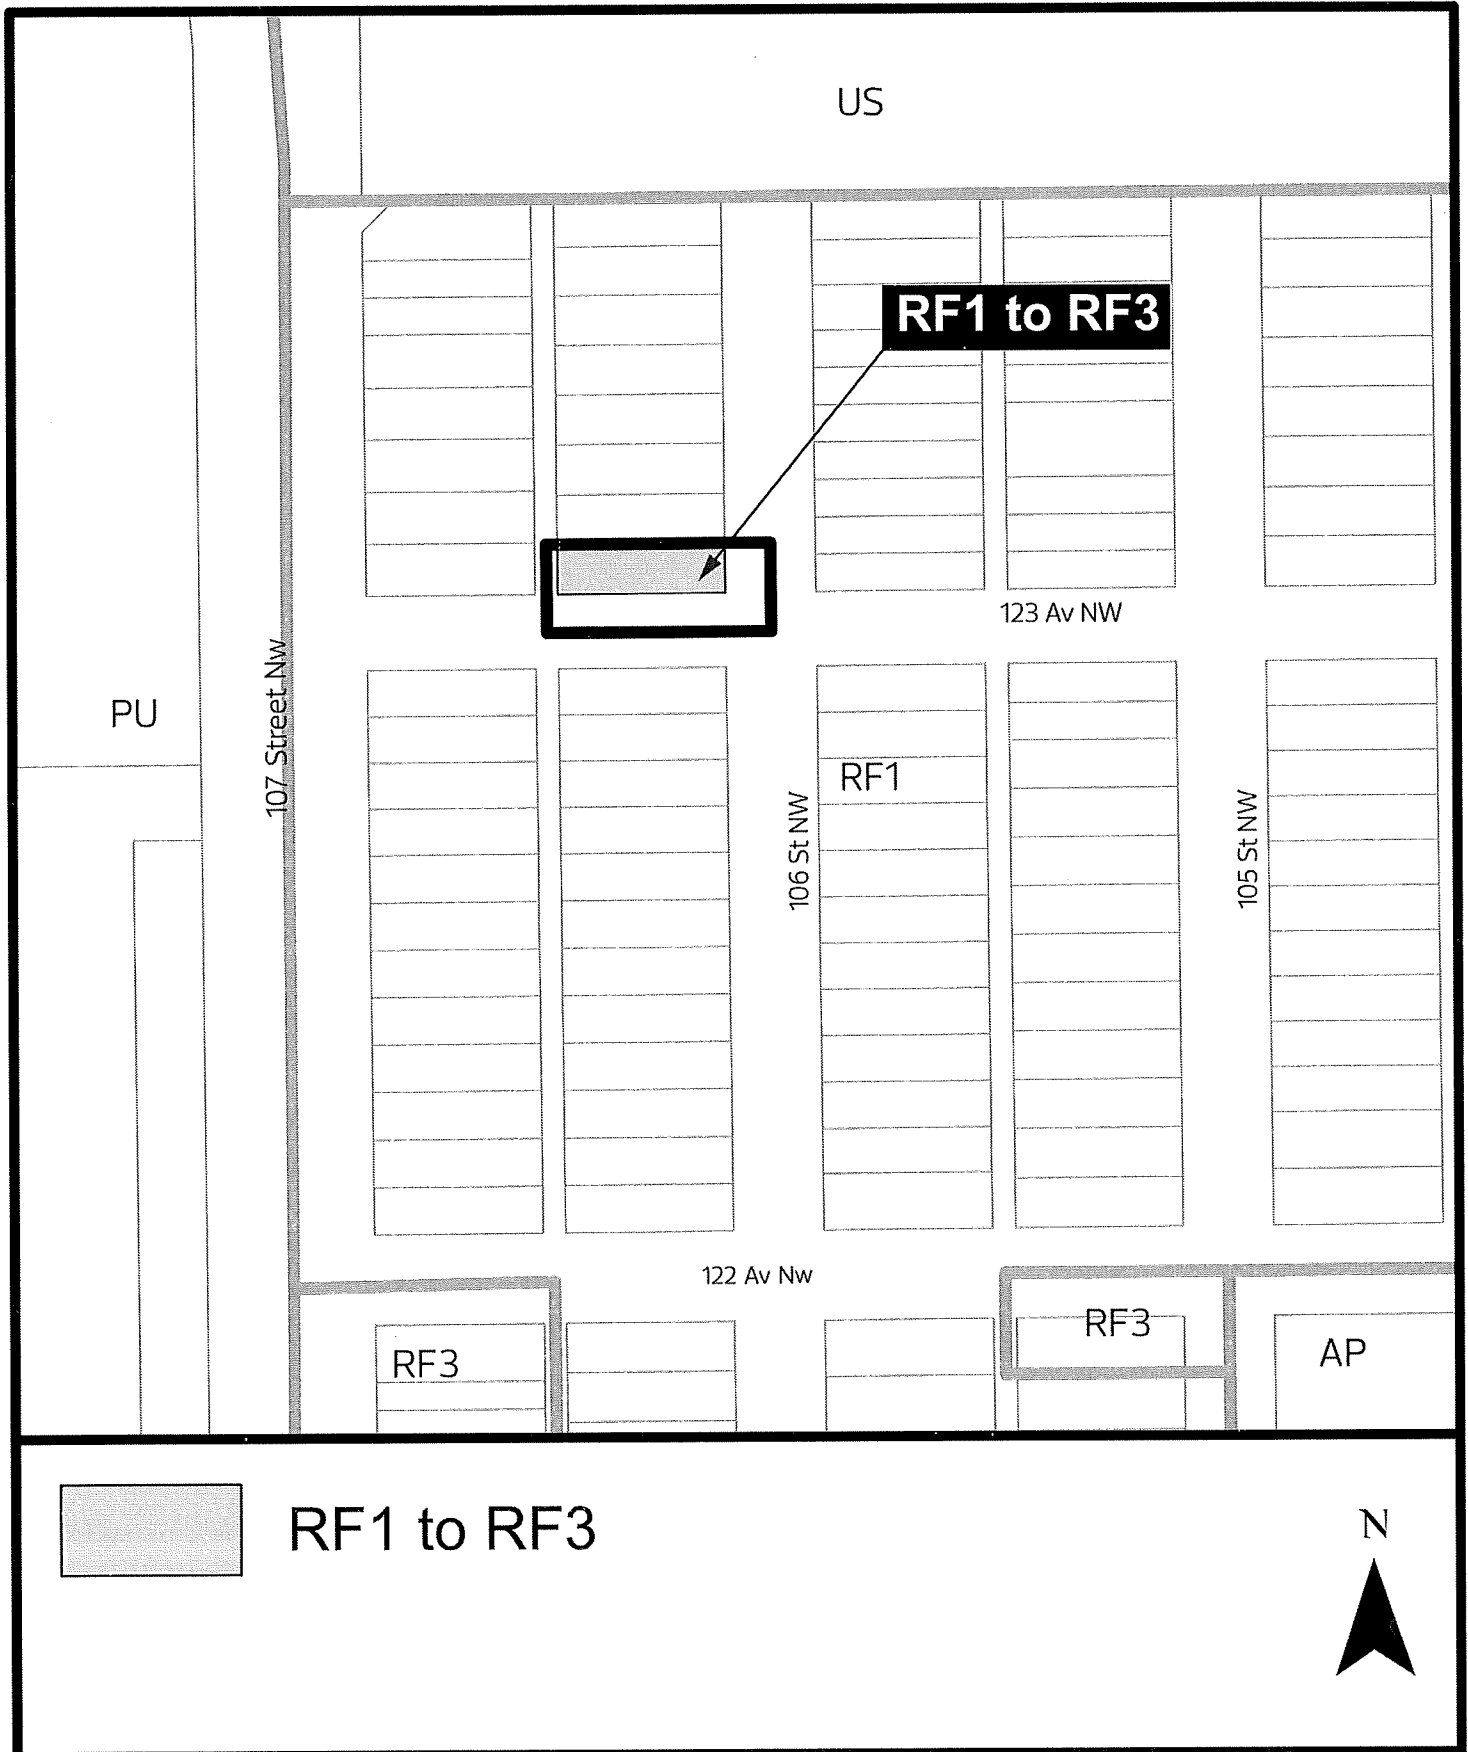 US
RF1 to RF3
123 Av NW
107 Street Nw
PU
RF1
106 St NW
105 St NW
122 Av Nw
RF3
RF3
AP
RF1 to RF3
N